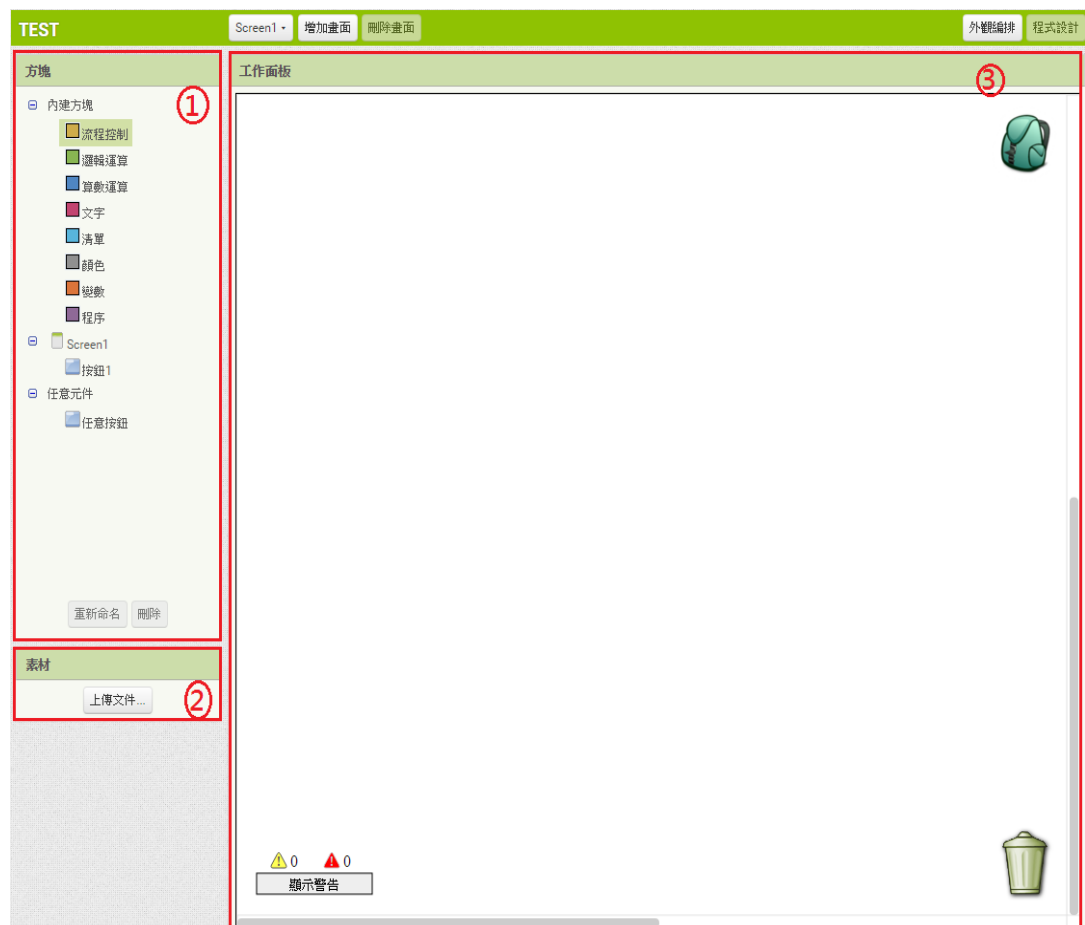 TEST
Screen1
增加畫面
刪除畫面
外觀編排
程式設計
方塊
①
內建方塊
流程控制
邏輯運算
算數運算
文字
清單
顏色
變數
程序
Screen1
按鈕1
任意元件
任意按鈕
重新命名
刪除
素材
上傳文件...
②
工作面板
③
0
0
顯示警告